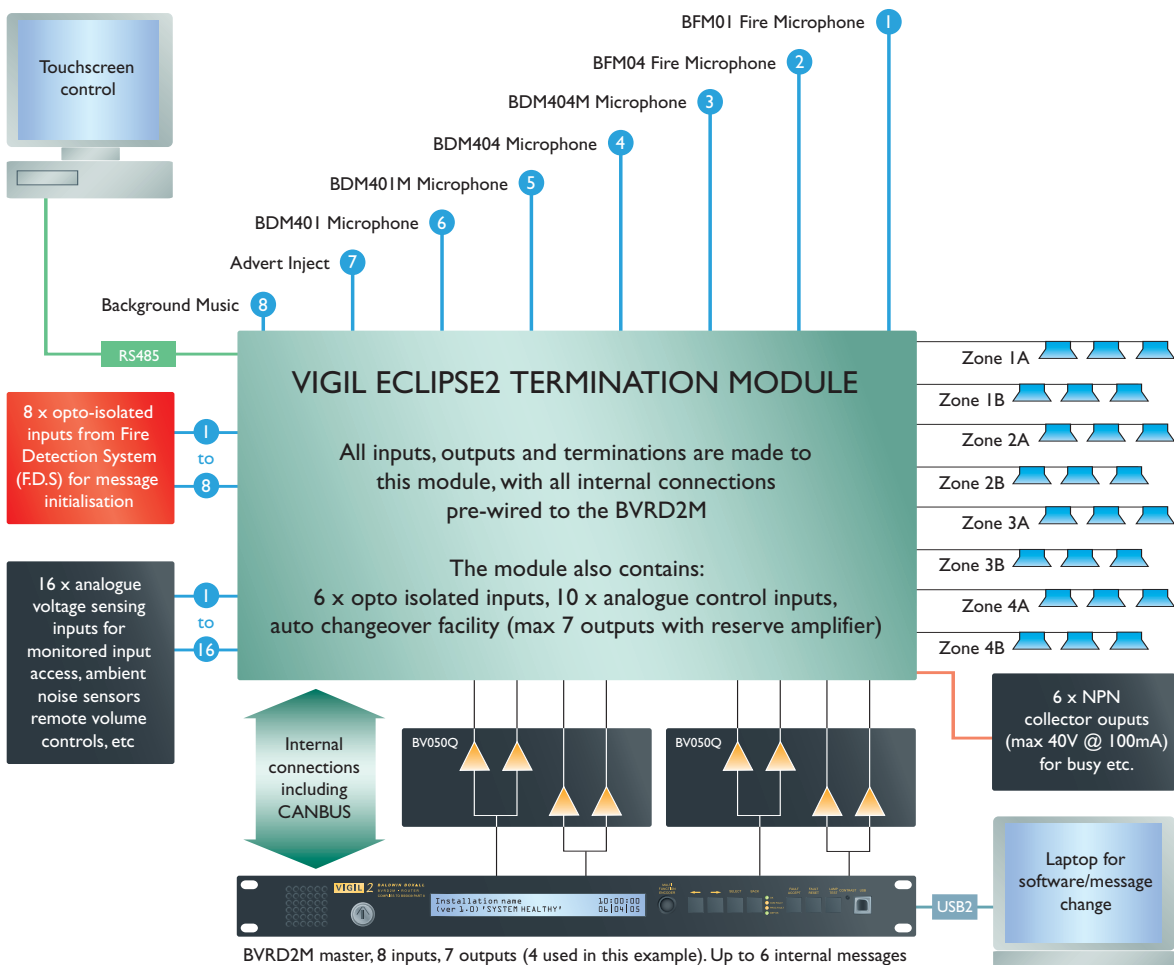 Touchscreen
control
BFM01 Fire Microphone
1
BFM04 Fire Microphone
2
BDM404M Microphone
3
BDM404 Microphone
4
BDM401M Microphone
5
BDM401 Microphone
6
Advert Inject
7
Background Music
8
RS485
8 x opto-isolated
inputs from Fire
Detection System
(F.D.S) for message
initialisation
1
to
8
16 x analogue
voltage sensing
inputs for
monitored input
access, ambient
noise sensors
remote volume
controls, etc
1
to
16
VIGIL ECLIPSE2 TERMINATION MODULE
All inputs, outputs and terminations are made to
this module, with all internal connections
pre-wired to the BVRD2M
The module also contains:
6 x opto isolated inputs, 10 x analogue control inputs,
auto changeover facility (max 7 outputs with reserve amplifier)
Zone 1A
Zone 1B
Zone 2A
Zone 2B
Zone 3A
Zone 3B
Zone 4A
Zone 4B
6 x NPN
collector ouputs
(max 40V @ 100mA)
for busy etc.
Internal
connections
including
CANBUS
BV050Q
BV050Q
VIGIL 2
BALDWIN BOXALL
Installation name 10:00:00
(ver 1.0) 'SYSTEM HEALTHY' 06|04|05
SELECT
BACK
USB2
Laptop for
software/message
change
BVRD2M master, 8 inputs, 7 outputs (4 used in this example). Up to 6 internal messages